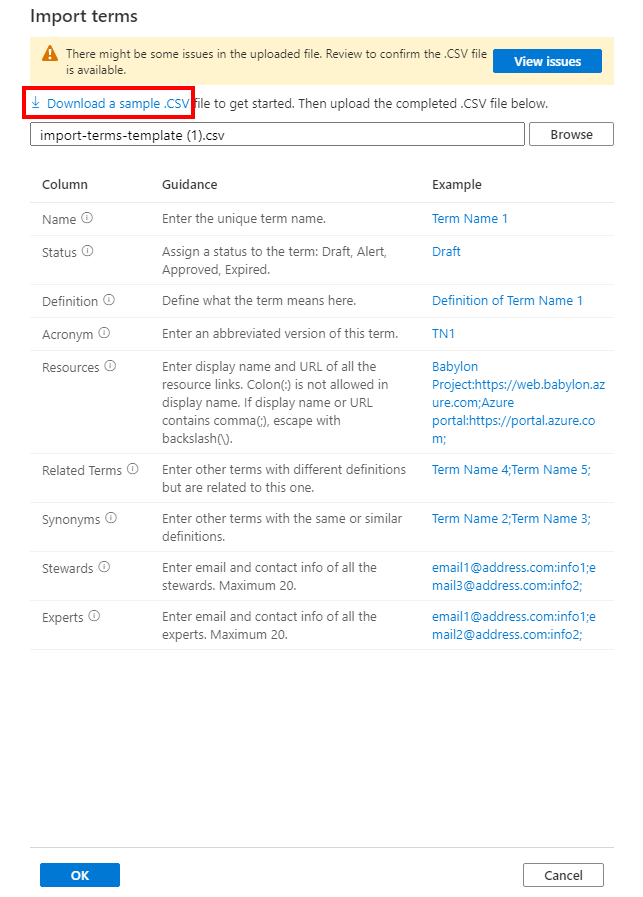 Import terms
There might be some issues in the uploaded file. Review to confirm the .CSV file
is available.
View issues
Download a sample .CSV file to get started. Then upload the completed .CSV file below.
import-terms-template (1).csv
Browse
Column Guidance Example
Name Enter the unique term name. Term Name 1
Status Assign a status to the term: Draft, Alert, Draft
Approved, Expired.
Definition Define what the term means here. Definition of Term Name 1
Acronym Enter an abbreviated version of this term. TN1
Resources Enter display name and URL of all the Babylon
resource links. Colon(:) is not allowed in Project:https://web.babylon.az
display name. If display name or URL ure.com;Azure
contains comma(;), escape with portal:https://portal.azure.co
backslash(\). m;
Related Terms Enter other terms with different definitions Term Name 4;Term Name 5;
but are related to this one.
Synonyms Enter other terms with the same or similar Term Name 2;Term Name 3;
definitions.
Stewards Enter email and contact info of all the email1@address.com:info1;e
stewards. Maximum 20. mail3@address.com:info2;
Experts Enter email and contact info of all the email1@address.com:info1;e
experts. Maximum 20. mail2@address.com:info2;
OK Cancel